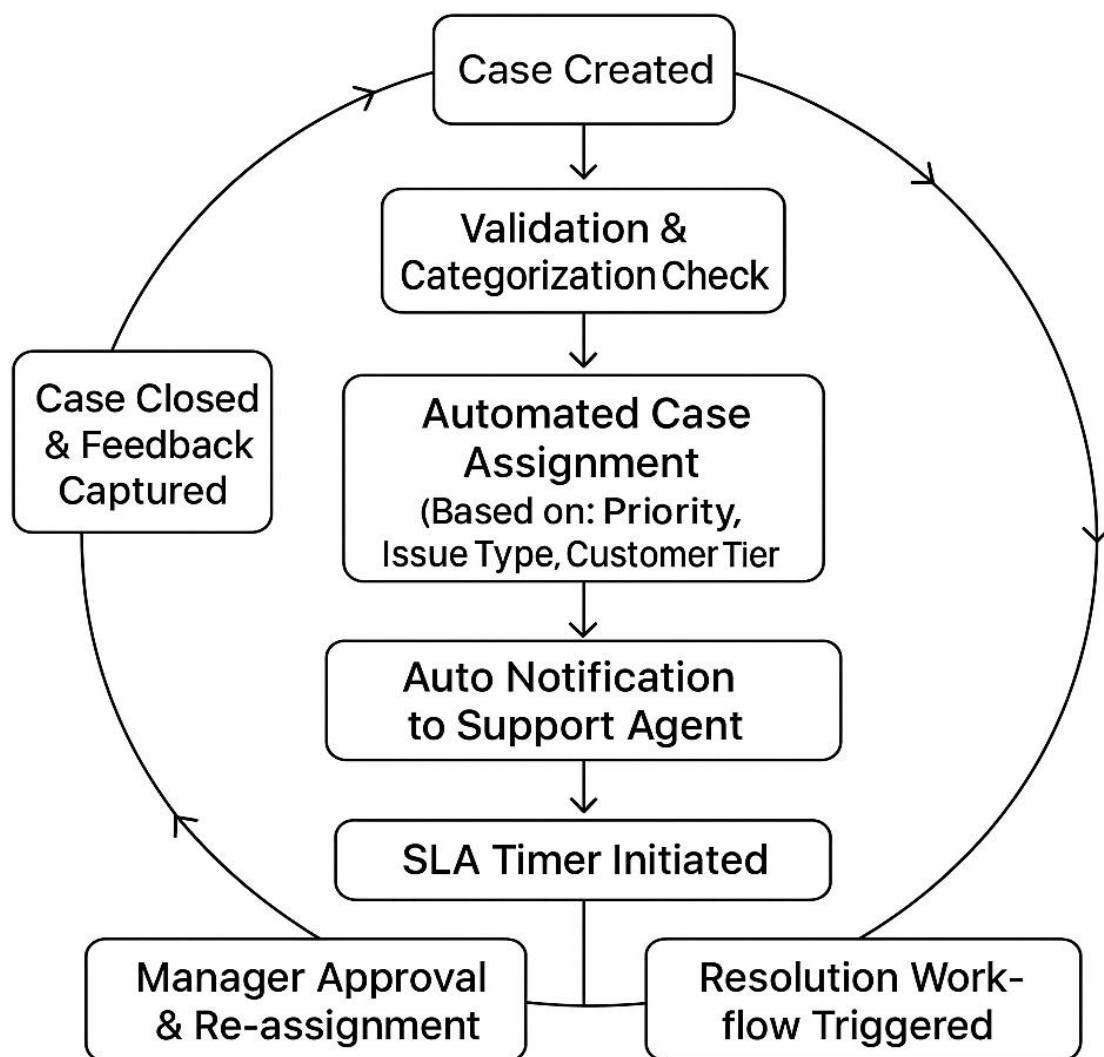 Case Created
Validation &
Categorization Check
Case Closed
& Feedback
Captured
Automated Case
Assignment
(Based on: Priority,
Issue Type, Customer Tier
Auto Notification
to Support Agent
SLA Timer Initiated
Manager Approval
& Re-assignment
Resolution Work-
flow Triggered